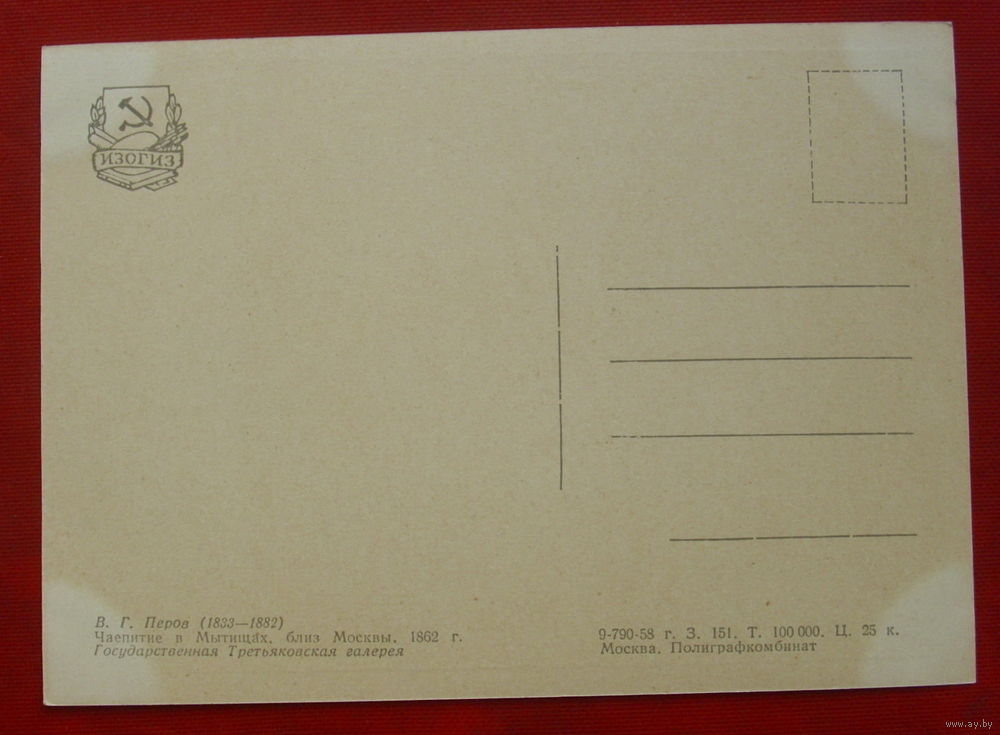 ИЗОГИЗ
В. Г. Перов (1833—1882)
Чаепитие в Мытищах, близ Москвы. 1862 г.
Государственная Третьяковская галерея
9-790-58 г. З. 151. Т. 100 000. Ц. 25 к.
Москва. Полиграфкомбинат
www.ay.by